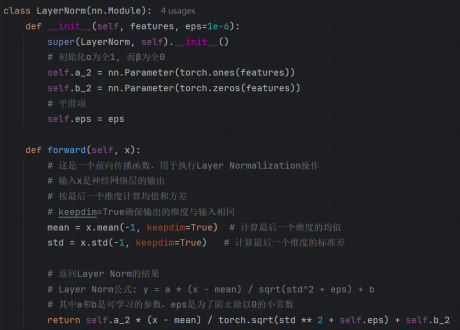 class LayerNorm(nn.Module): 4 usages
def __init__(self, features, eps=1e-6):
super(LayerNorm, self).__init__()
# 初始化α为全1, 而β为全0
self.a_2 = nn.Parameter(torch.ones(features))
self.b_2 = nn.Parameter(torch.zeros(features))
# 平滑项
self.eps = eps
def forward(self, x):
# 这是一个前向传播函数，用于执行Layer Normalization操作
# 输入x是神经网络层的输出
# 按最后一个维度计算均值和方差
# keepdim=True确保输出的维度与输入相同
mean = x.mean(-1, keepdim=True) # 计算最后一个维度的均值
std = x.std(-1, keepdim=True) # 计算最后一个维度的标准差
# 返回Layer Norm的结果
# Layer Norm公式: y = a * (x - mean) / sqrt(std^2 + eps) + b
# 其中a和b是可学习的参数，eps是为了防止除以0的小常数
return self.a_2 * (x - mean) / torch.sqrt(std ** 2 + self.eps) + self.b_2